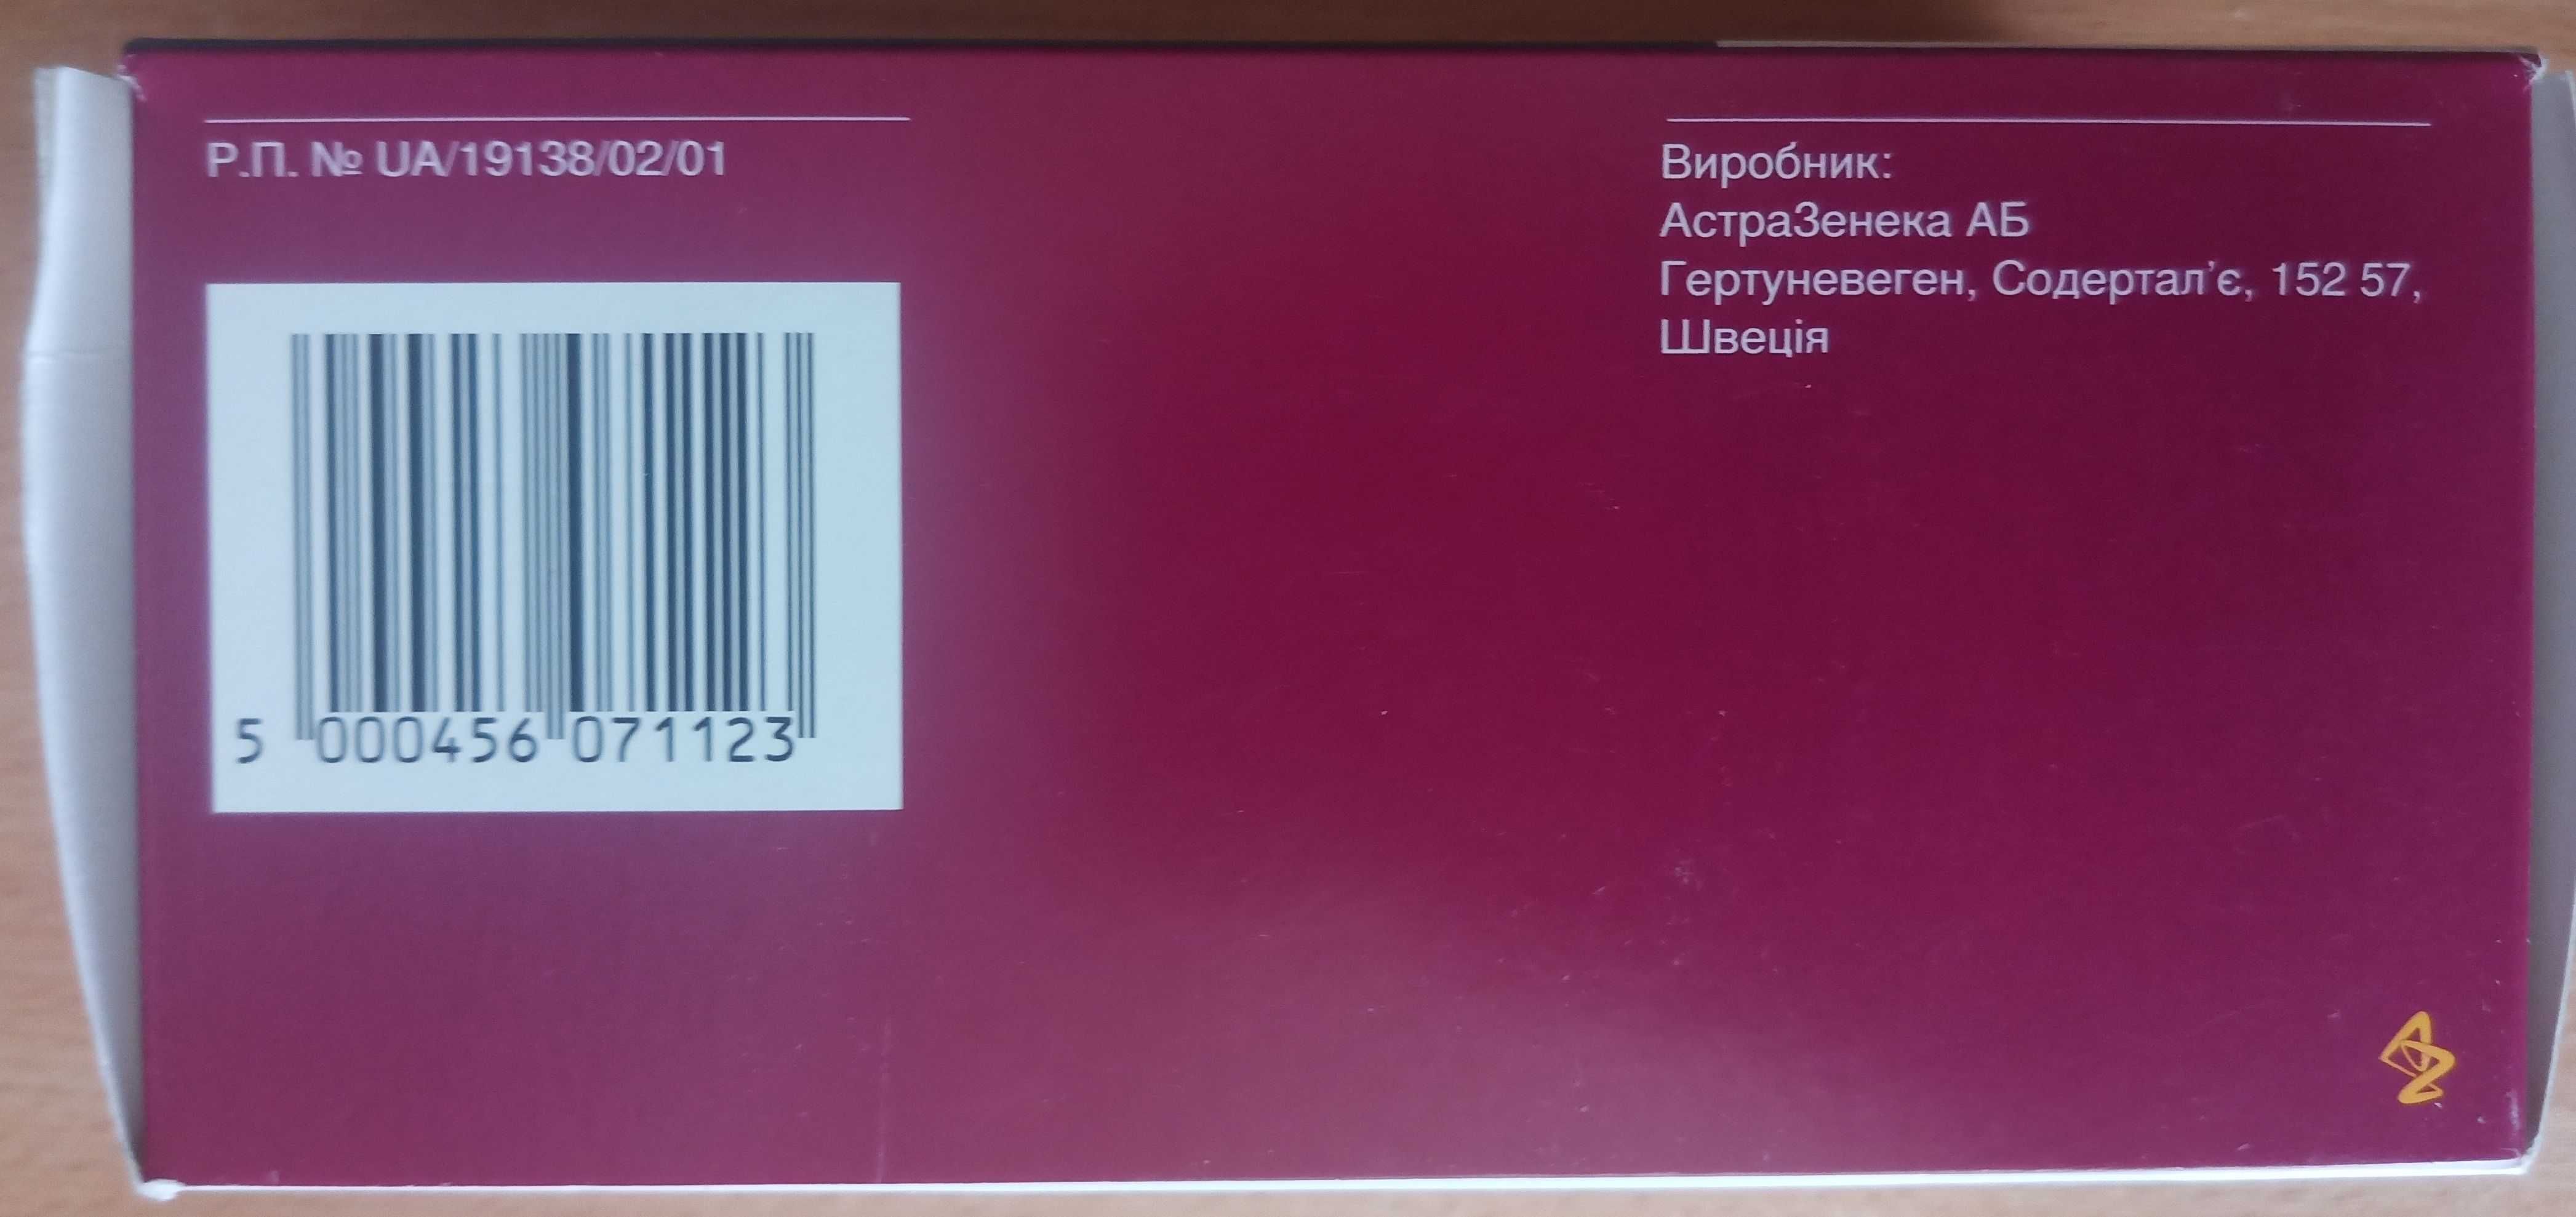 Р.П. № UA/19138/02/01
5 000456 071123
Виробник:
АстраЗенека АБ
Гертуневеген, Содертал’є, 152 57,
Швеція